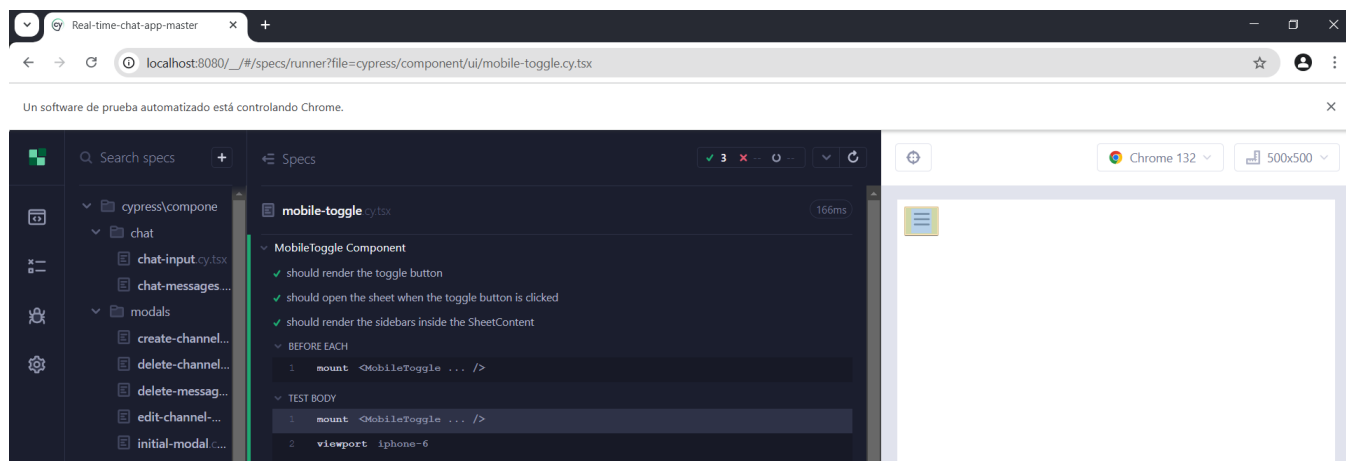 cy Real-time-chat-app-master
localhost:8080/__/#/specs/runner?file=cypress/component/ui/mobile-toggle.cy.tsx
Un software de prueba automatizado está controlando Chrome.
Search specs
Specs
3 -- --
Chrome 132
500x500
cypress\compone
chat
chat-input.cy.tsx
chat-messages....
modals
create-channel...
delete-channel...
delete-messag...
edit-channel-...
initial-modal.c...
mobile-toggle.cy.tsx
166ms
MobileToggle Component
should render the toggle button
should open the sheet when the toggle button is clicked
should render the sidebars inside the SheetContent
BEFORE EACH
1 mount <MobileToggle ... />
TEST BODY
1 mount <MobileToggle ... />
2 viewport iphone-6